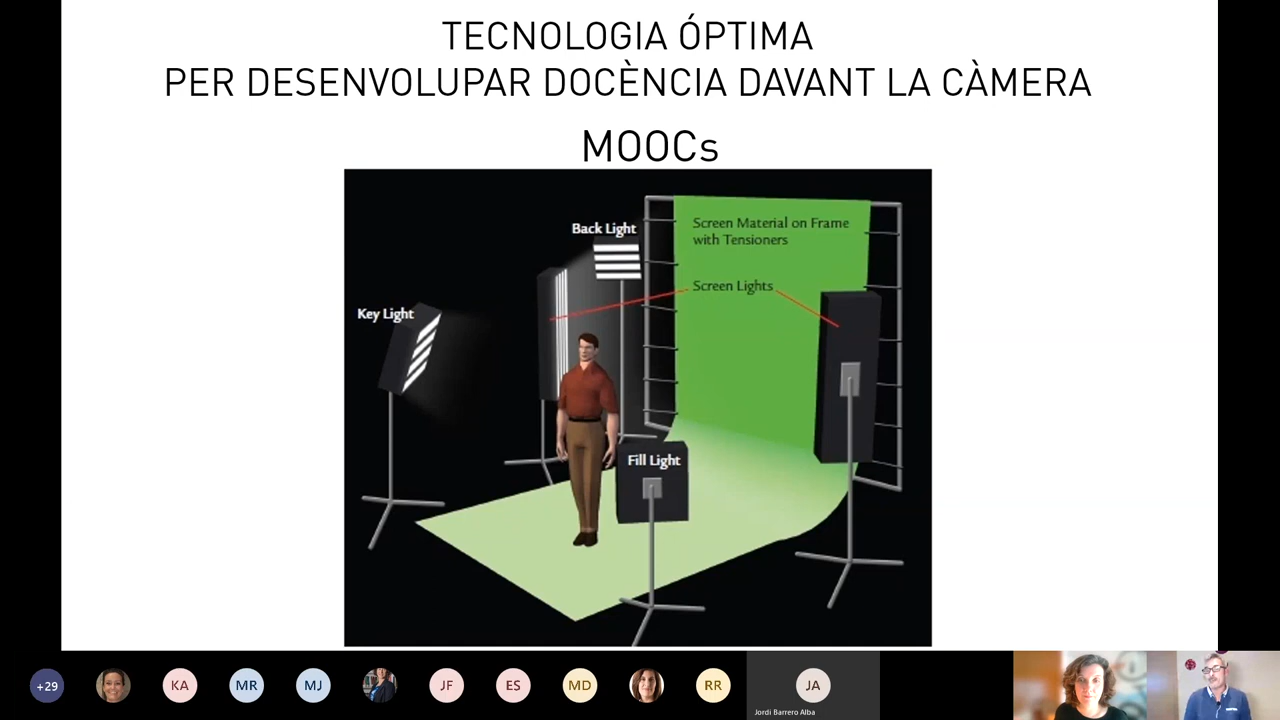 TECNOLOGIA ÓPTIMA
PER DESENVOLUPAR DOCÈNCIA DAVANT LA CÀMERA
MOOCs
Back Light
Screen Material on Frame
with Tensioners
Screen Lights
Key Light
Fill Light
+29
KA
MR
MJ
JF
ES
MD
RR
JA
Jordi Barrero Alba